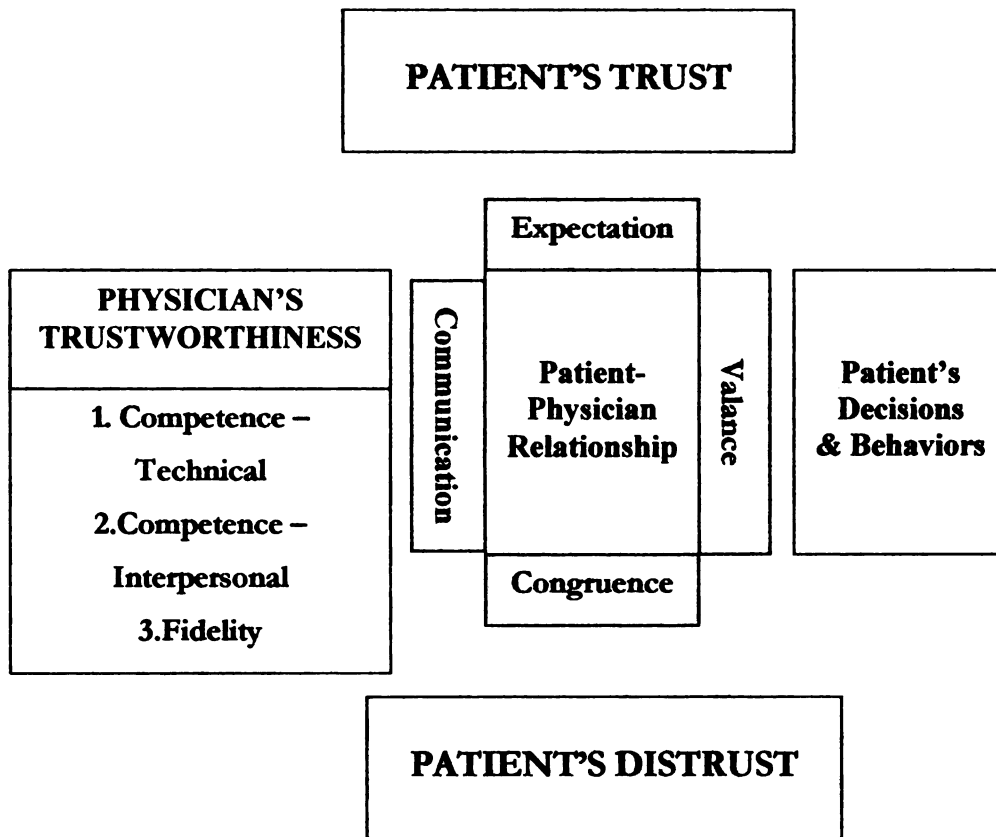 PATIENT'S TRUST
Expectation
PHYSICIAN'S
TRUSTWORTHINESS
1. Competence –
Technical
2.Competence –
Interpersonal
3.Fidelity
Communication
Patient-
Physician
Relationship
Valance
Patient's
Decisions
& Behaviors
Congruence
PATIENT'S DISTRUST